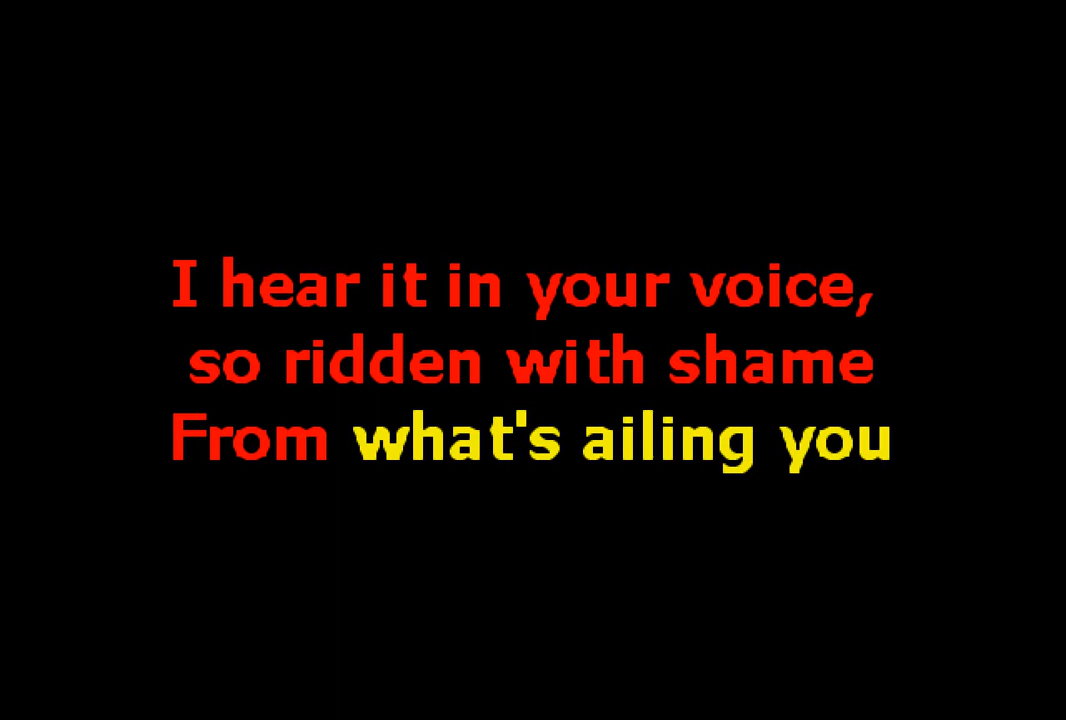 I hear it in your voice,
so ridden with shame
From what's ailing you